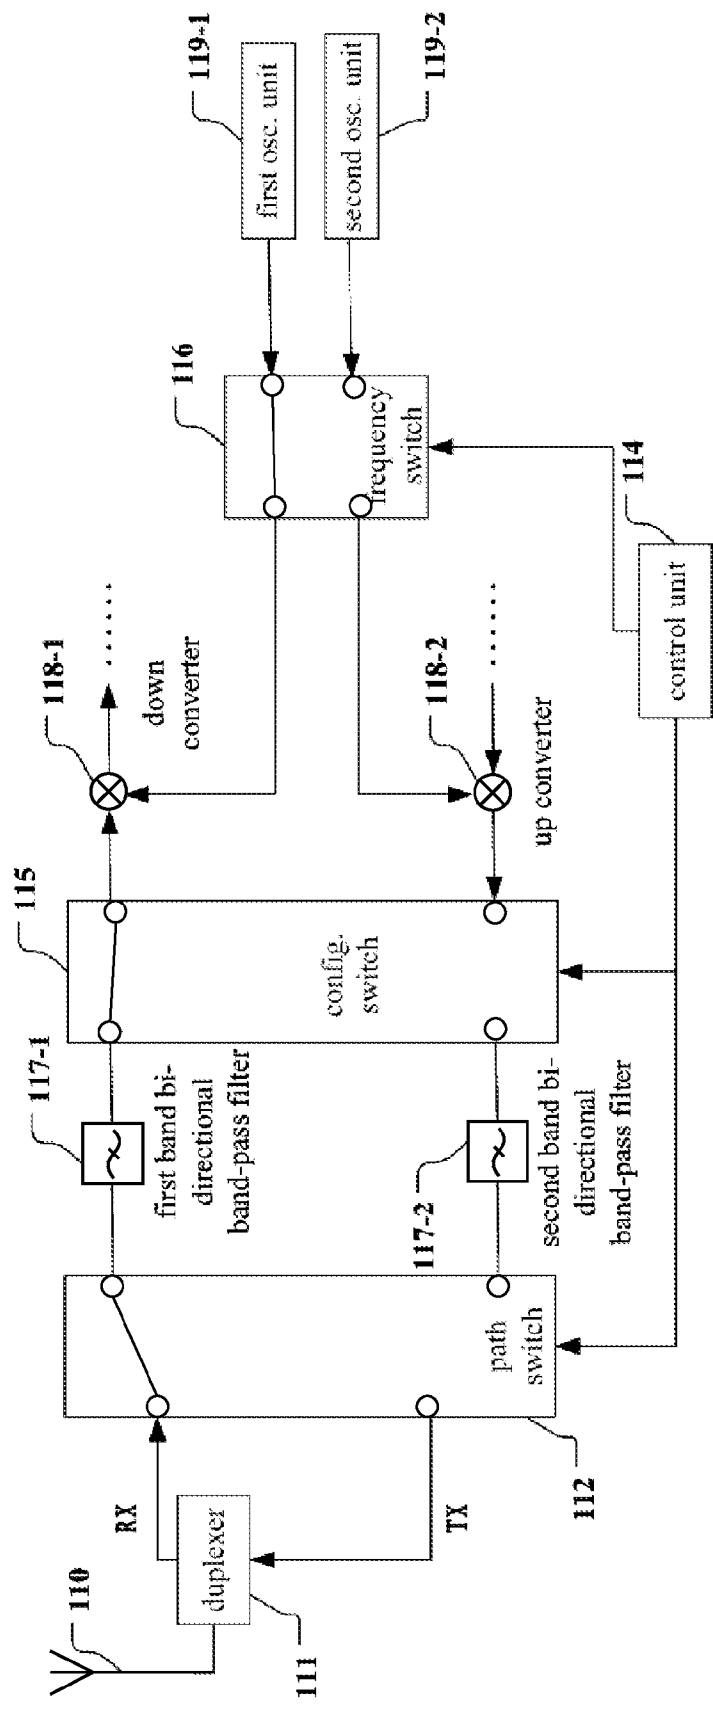 110
111
duplexer
RX
TX
112
path
switch
117-1
first band bi-
directional
band-pass filter
117-2
second band bi-
directional
band-pass filter
115
config.
switch
118-1
down
converter
118-2
up converter
116
frequency
switch
114
control unit
119-1
first osc. unit
119-2
second osc. unit